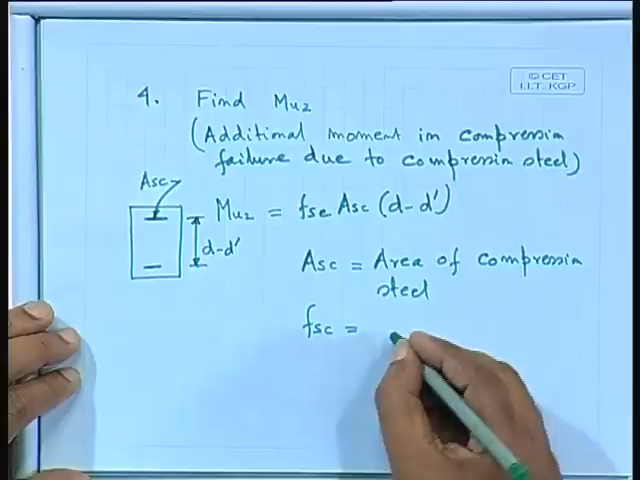 © CET
I.I.T. KGP
4. Find Mu2
(Additional moment in compression
failure due to compression steel)
Asc
Mu2 = fsc Asc (d-d')
d-d'
Asc = Area of compression
steel
fsc =